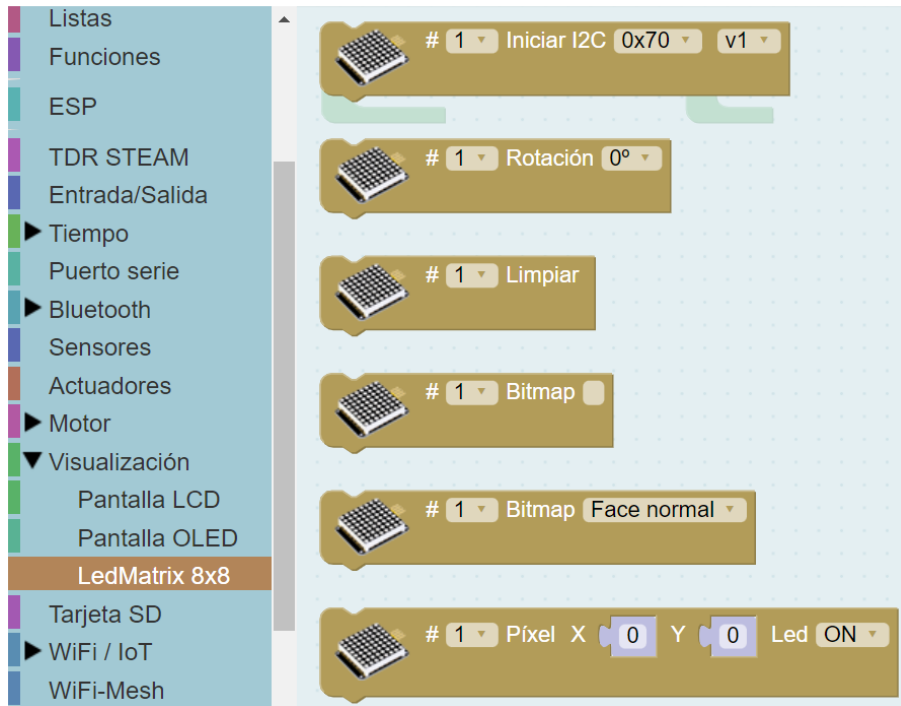 Listas
Funciones
ESP
TDR STEAM
Entrada/Salida
Tiempo
Puerto serie
Bluetooth
Sensores
Actuadores
Motor
Visualización
Pantalla LCD
Pantalla OLED
LedMatrix 8x8
Tarjeta SD
WiFi / IoT
WiFi-Mesh
# 1 Iniciar I2C 0x70 v1
# 1 Rotación 0º
# 1 Limpiar
# 1 Bitmap
# 1 Bitmap Face normal
# 1 Píxel X 0 Y 0 Led ON